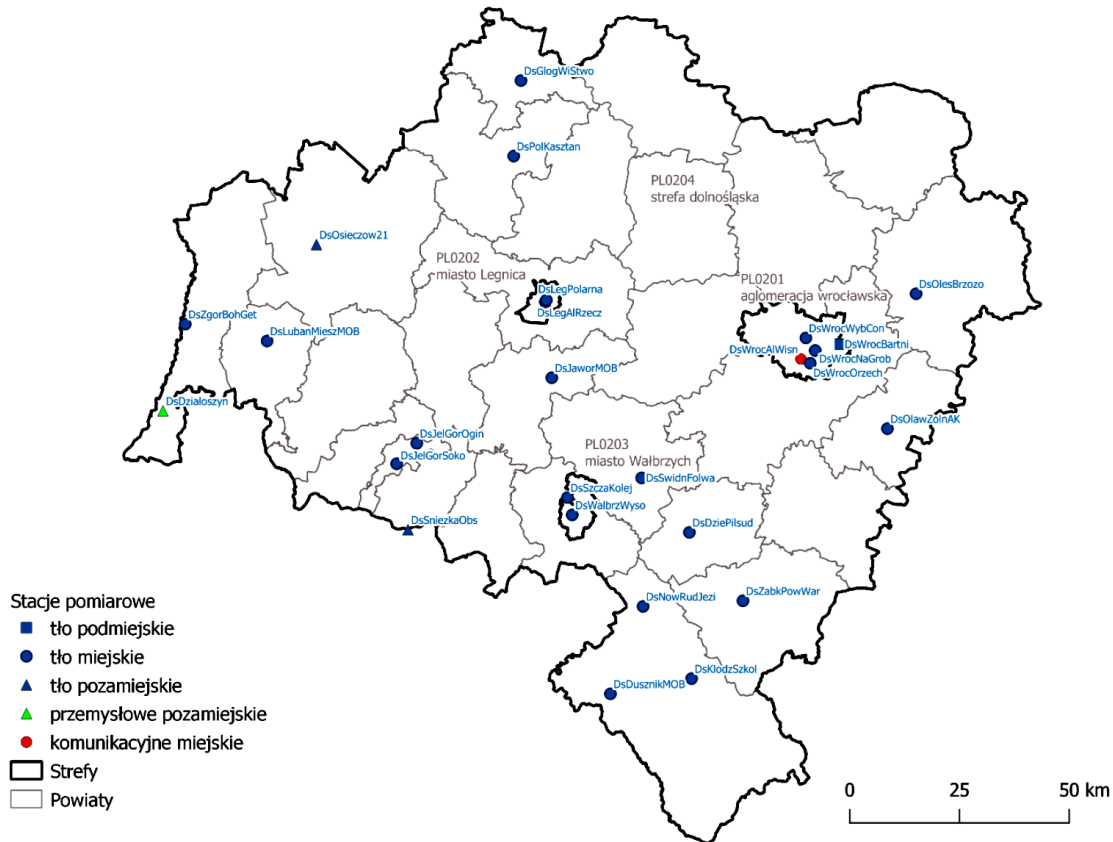 DsGlogWiStwo
DsPolKasztan
PL0204
strefa dolnośląska
DsOsieczow21
PL0202
miasto Legnica
PL0201
aglomeracja wrocławska
DsLegPolarna
DsLegAlRzecz
DsOlesBrzozo
DsZgorBohGet
DsLubanMieszMOB
DsWrocWybCon
DsWrocBartni
DsWrocAlWisn
DsWrocNaGrob
DsWrocOrzech
DsJaworMOB
DsDzialoszyn
DsOlawZolnAK
DsJelGorOgin
DsJelGorSoko
PL0203
miasto Wałbrzych
DsSwidnFolwa
DsSzczaKolej
DsWalbrzWyso
DsSniezkaObs
DsDziePilsud
DsNowRudJezi
DsZabkPowWar
DsKlodzSzkol
DsDusznikMOB
Stacje pomiarowe
tło podmiejskie
tło miejskie
tło pozamiejskie
przemysłowe pozamiejskie
komunikacyjne miejskie
Strefy
Powiaty
0 25 50 km